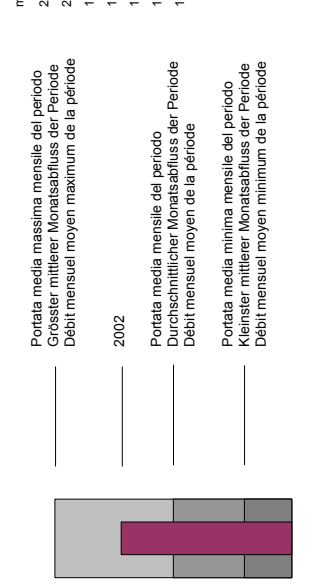 Portata media massima mensile del periodo
Grösster mittlerer Monatsabfluss der Periode
Débit mensuel moyen maximum de la période
2002
Portata media mensile del periodo
Durchschnittlicher Monatsabfluss der Periode
Débit mensuel moyen de la période
Portata media minima mensile del periodo
Kleinster mittlerer Monatsabfluss der Periode
Débit mensuel moyen minimum de la période